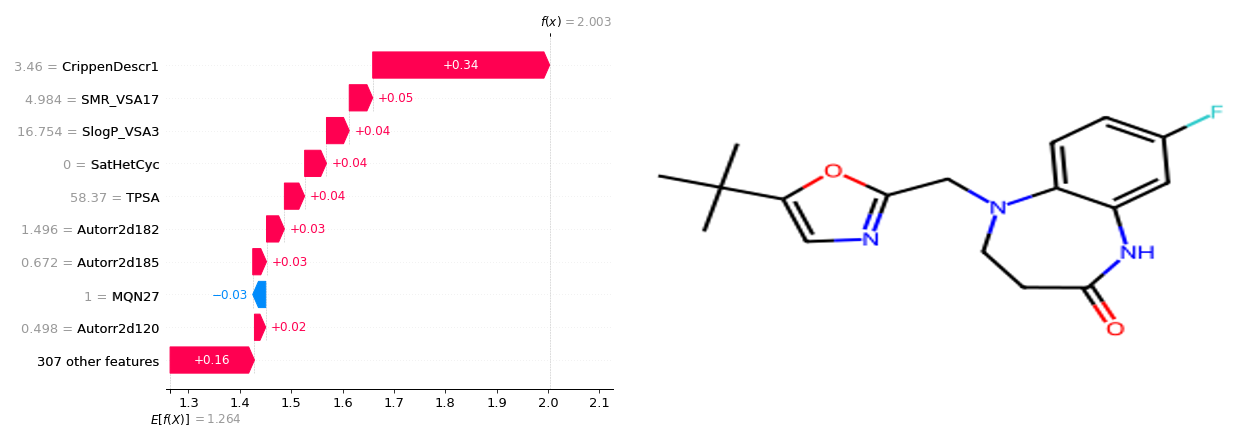 f(x) = 2.003
3.46 = CrippenDescr1
+0.34
4.984 = SMR_VSA17
+0.05
16.754 = SlogP_VSA3
+0.04
0 = SatHetCyc
+0.04
58.37 = TPSA
+0.04
1.496 = Autorr2d182
+0.03
0.672 = Autorr2d185
+0.03
1 = MQN27
−0.03
0.498 = Autorr2d120
+0.02
307 other features
+0.16
1.3 1.4 1.5 1.6 1.7 1.8 1.9 2.0 2.1
E[f(X)] = 1.264
F
O
N
N
NH
O